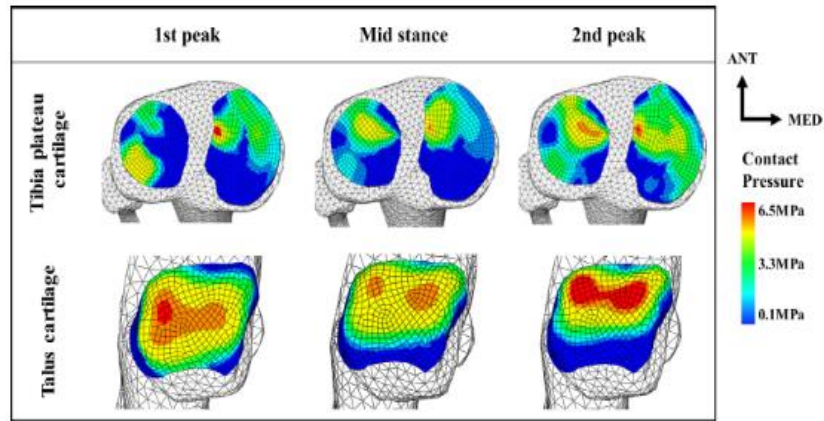 1st peak
Mid stance
2nd peak
ANT
MED
Tibia plateau
cartilage
Contact
Pressure
6.5MPa
3.3MPa
0.1MPa
Talus cartilage